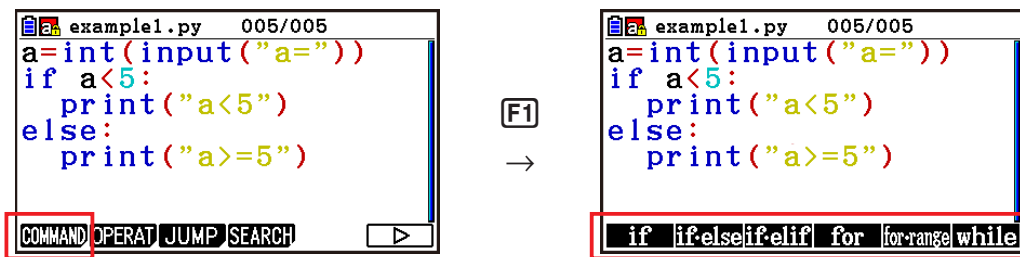 example1.py 005/005
a=int(input("a="))
if a<5:
  print("a<5")
else:
  print("a>=5")
COMMAND OPERAT JUMP SEARCH ▷
F1
→
example1.py 005/005
a=int(input("a="))
if a<5:
  print("a<5")
else:
  print("a>=5")
if if·else if·elif for for·range while